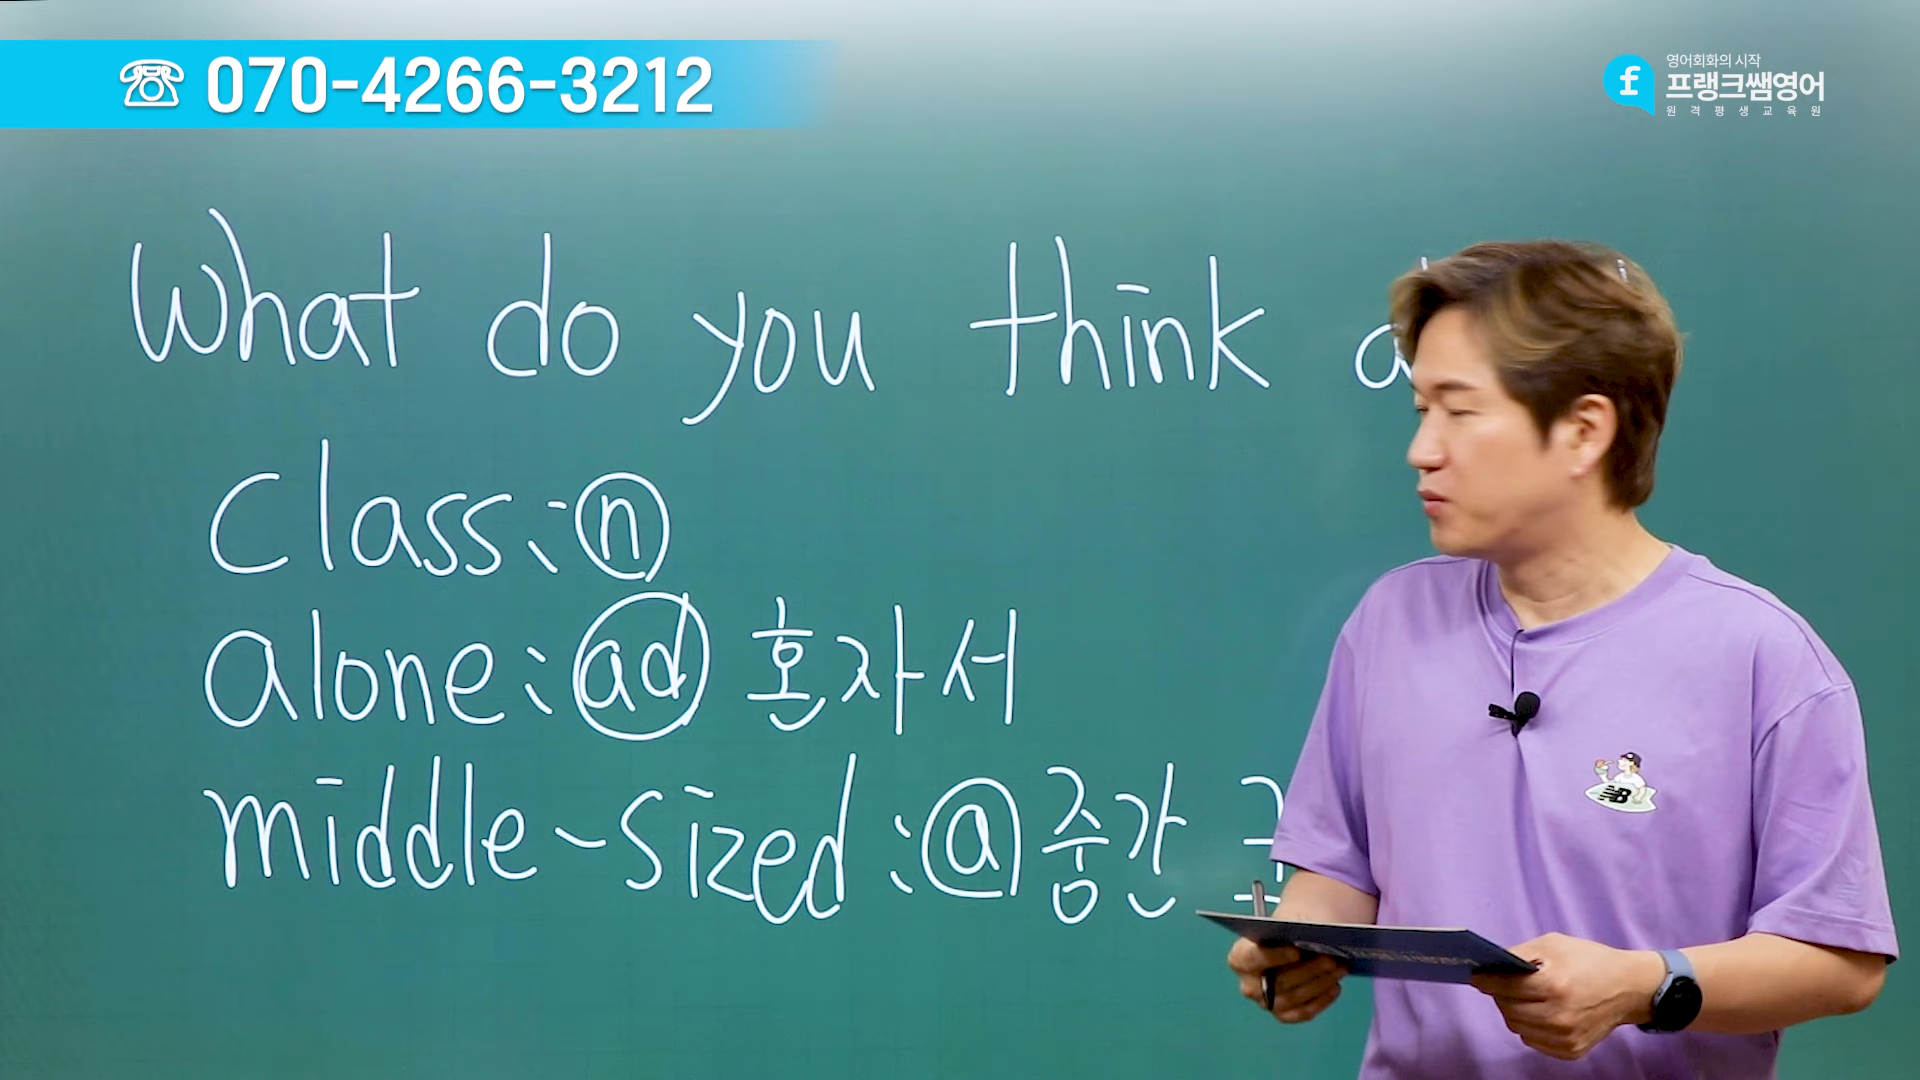 070-4266-3212
영어회화의 시작
프랭크쌤영어
원격평생교육원
What do you think
class: n
alone: ad 혼자서
middle-sized: a 중간
NB